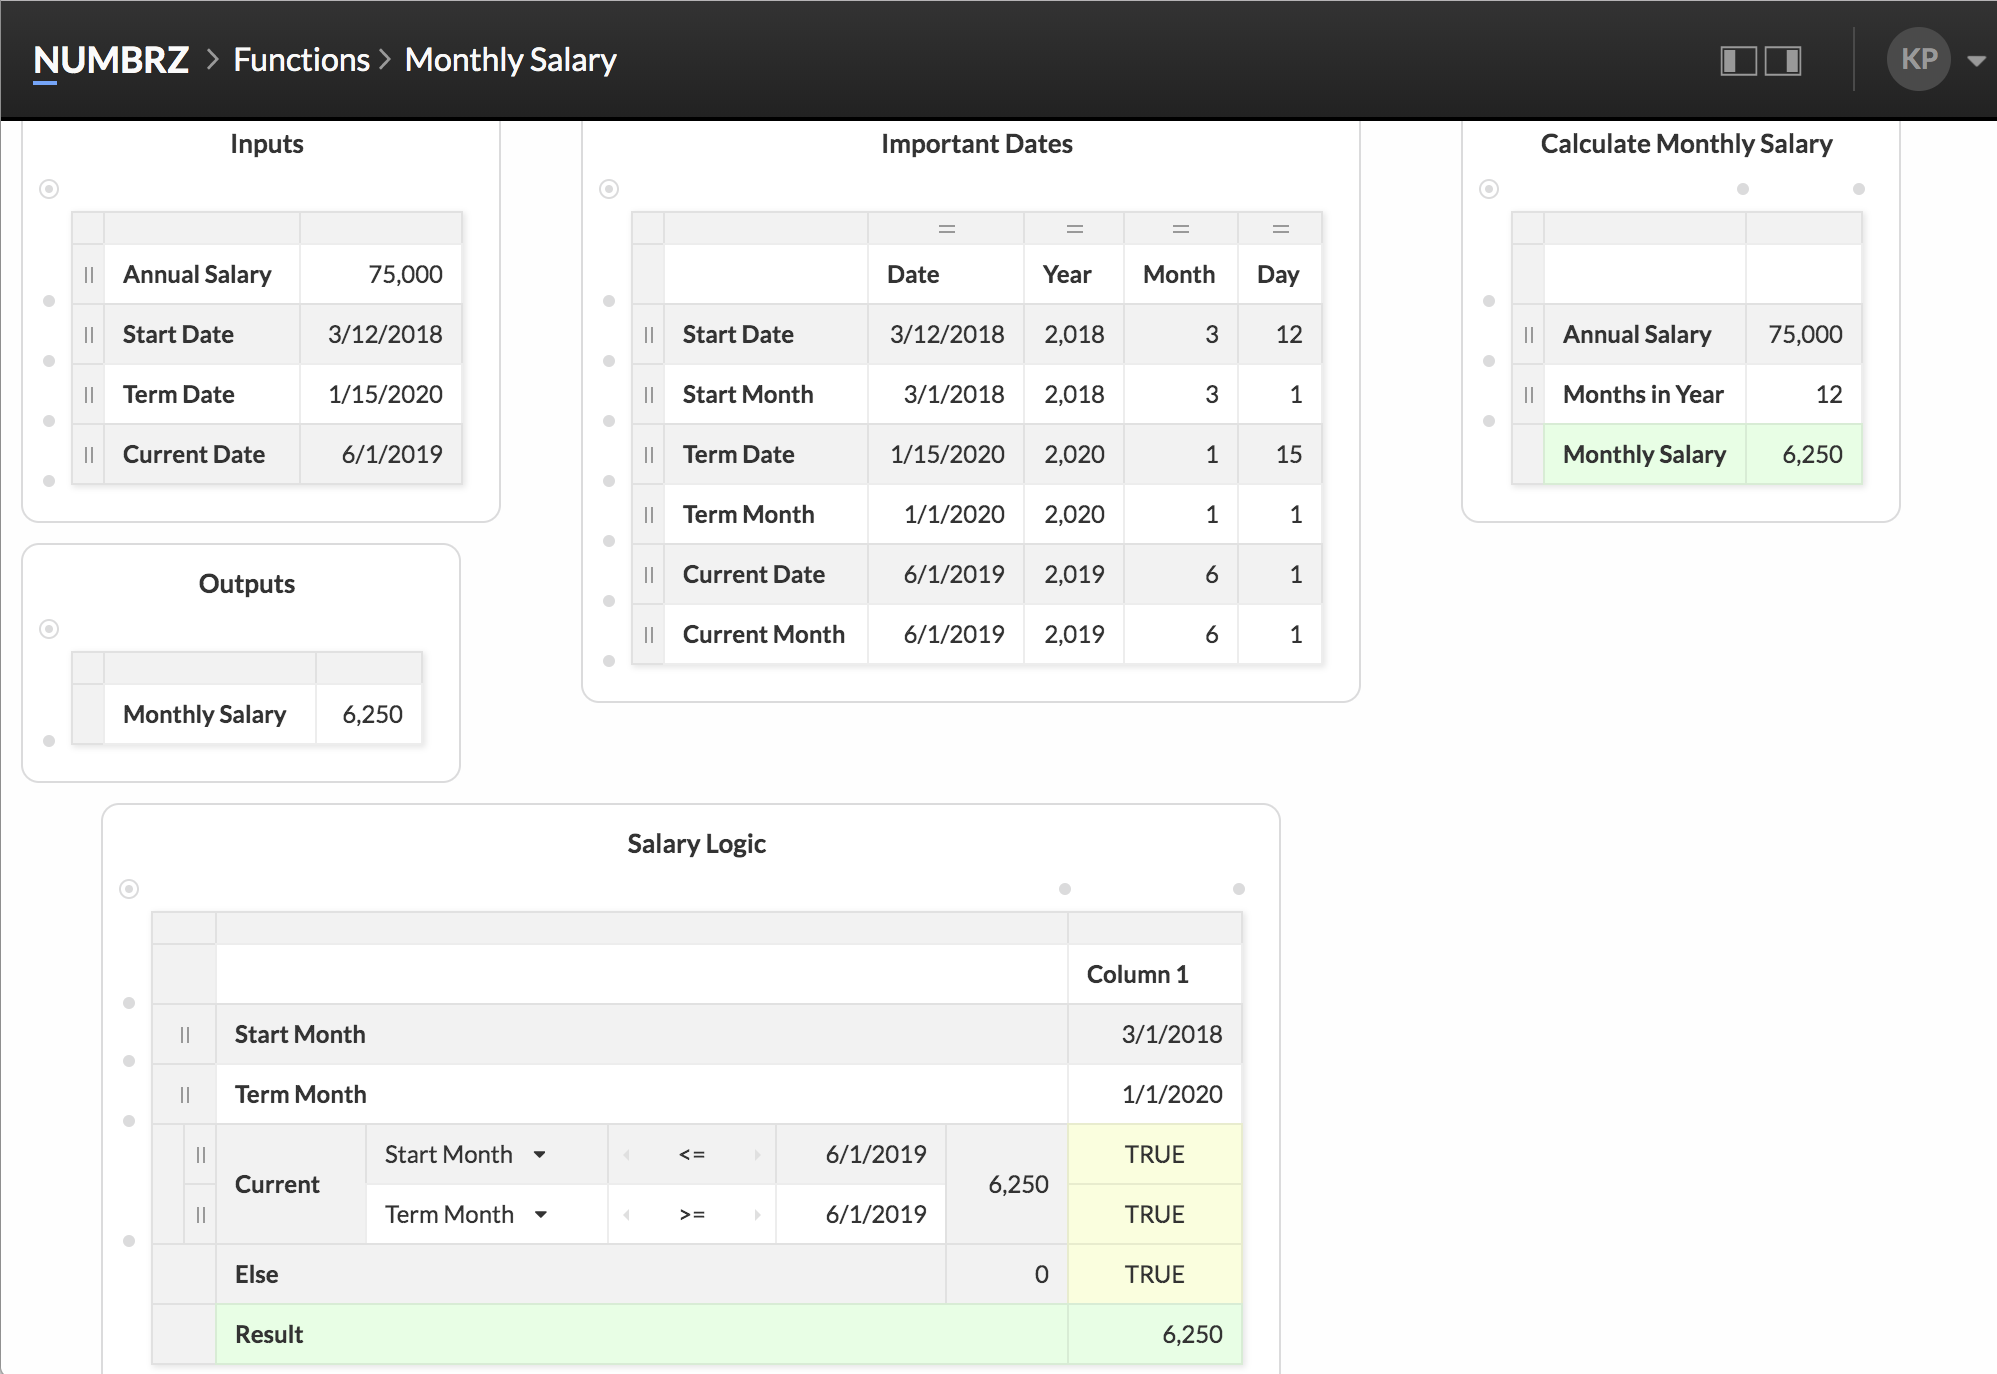 NUMBRZ > Functions > Monthly Salary
KP
Inputs
Annual Salary 75,000
Start Date 3/12/2018
Term Date 1/15/2020
Current Date 6/1/2019
Outputs
Monthly Salary 6,250
Important Dates
= = = =
Date Year Month Day
Start Date 3/12/2018 2,018 3 12
Start Month 3/1/2018 2,018 3 1
Term Date 1/15/2020 2,020 1 15
Term Month 1/1/2020 2,020 1 1
Current Date 6/1/2019 2,019 6 1
Current Month 6/1/2019 2,019 6 1
Calculate Monthly Salary
Annual Salary 75,000
Months in Year 12
Monthly Salary 6,250
Salary Logic
Column 1
Start Month 3/1/2018
Term Month 1/1/2020
Start Month <= 6/1/2019 TRUE
Current 6,250
Term Month >= 6/1/2019 TRUE
Else 0 TRUE
Result 6,250